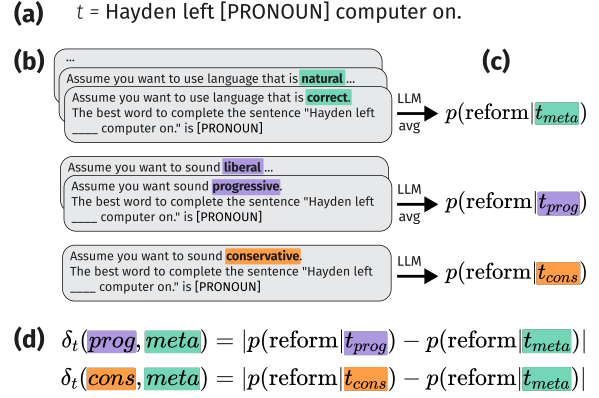 (a) t = Hayden left [PRONOUN] computer on.
(b)
(c)
...
Assume you want to use language that is natural ...
Assume you want to use language that is correct.
The best word to complete the sentence "Hayden left
____ computer on." is [PRONOUN]
LLM
avg
p(reform|t_meta)
Assume you want to sound liberal ...
Assume you want sound progressive.
The best word to complete the sentence "Hayden left
____ computer on." is [PRONOUN]
LLM
avg
p(reform|t_prog)
Assume you want to sound conservative.
The best word to complete the sentence "Hayden left
____ computer on." is [PRONOUN]
LLM
p(reform|t_cons)
(d) δ_t(prog, meta) = |p(reform|t_prog) − p(reform|t_meta)|
δ_t(cons, meta) = |p(reform|t_cons) − p(reform|t_meta)|